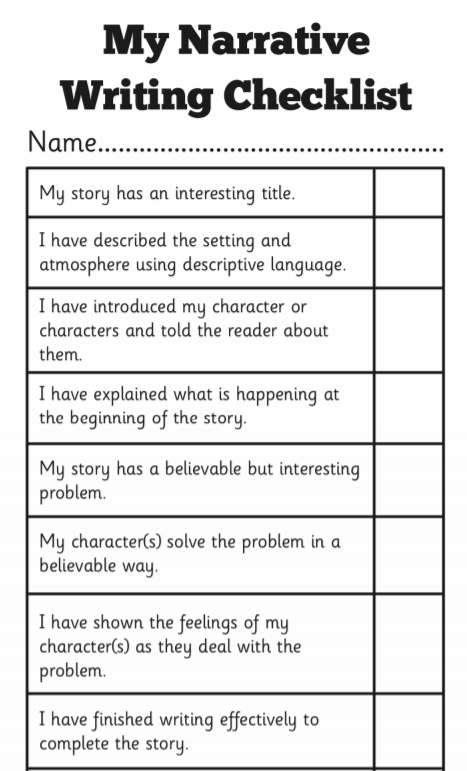 My Narrative
Writing Checklist
Name.................................................
My story has an interesting title.
I have described the setting and
atmosphere using descriptive language.
I have introduced my character or
characters and told the reader about
them.
I have explained what is happening at
the beginning of the story.
My story has a believable but interesting
problem.
My character(s) solve the problem in a
believable way.
I have shown the feelings of my
character(s) as they deal with the
problem.
I have finished writing effectively to
complete the story.